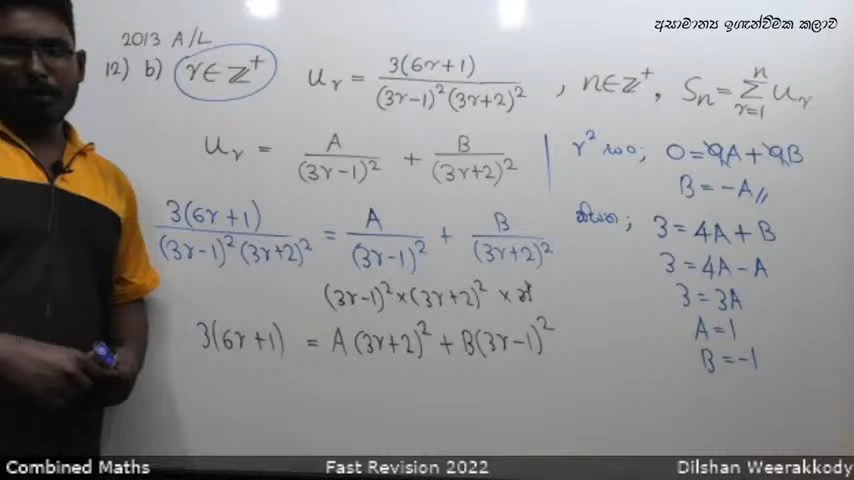 අසාමාන්‍ය ඉගැන්වීමක කලාව
2013 A/L
12) b) r∈ℤ⁺ u_r = 3(6r+1) / (3r-1)²(3r+2)² , n∈ℤ⁺, S_n = Σ_{r=1}^{n} u_r
u_r = A/(3r-1)² + B/(3r+2)²
3(6r+1) / (3r-1)²(3r+2)² = A/(3r-1)² + B/(3r+2)²
(3r-1)² × (3r+2)² ×
3(6r+1) = A(3r+2)² + B(3r-1)²
r² ; 0 = 9A + 9B
B = -A//
; 3 = 4A + B
3 = 4A - A
3 = 3A
A = 1
B = -1
Combined Maths
Fast Revision 2022
Dilshan Weerakkody